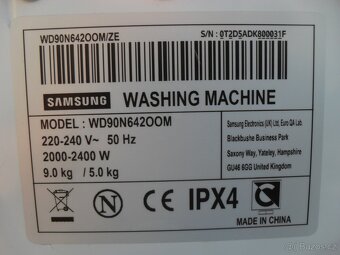 WD90N642OOM/ZE
S/N : 0T2D5ADK800031F
SAMSUNG WASHING MACHINE
MODEL : WD90N642OOM
220-240 V~ 50 Hz
2000-2400 W
9.0 kg / 5.0 kg
Samsung Electronics (UK) Ltd, Euro QA Lab.
Blackbushe Business Park
Saxony Way, Yateley, Hampshire
GU46 6GG United Kingdom
N CE IPX4
MADE IN CHINA